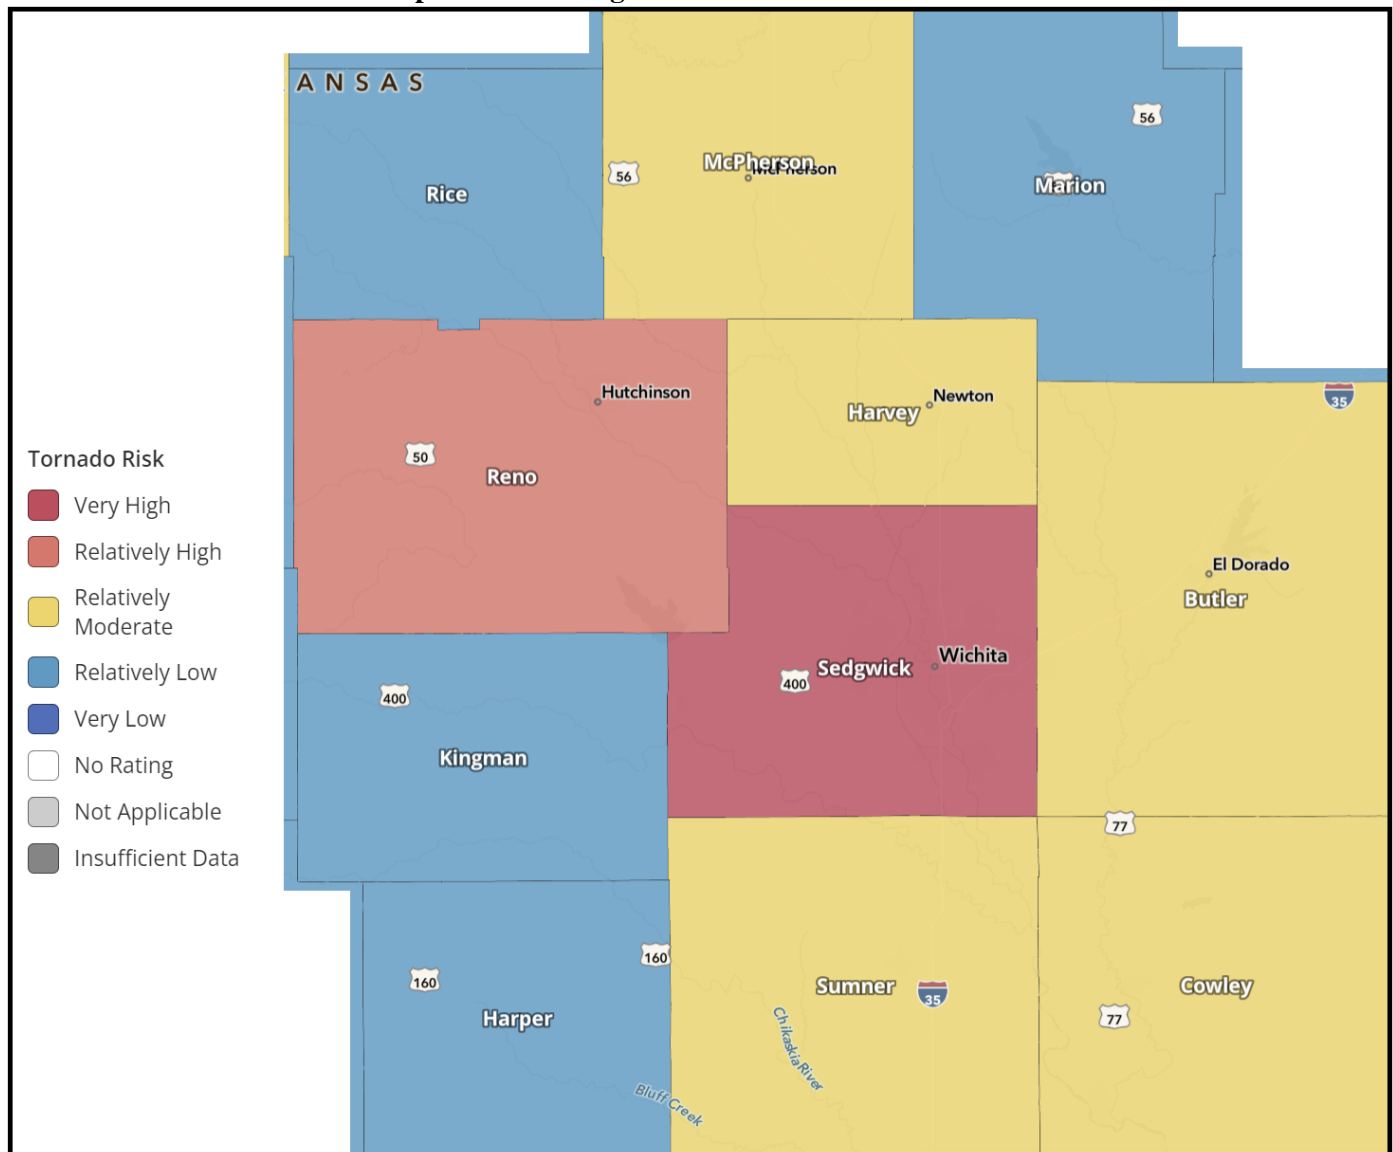 ANSAS
56
McPherson
McPherson
56
Rice
Marion
Hutchinson
Newton
35
Harvey
50
Reno
Tornado Risk
Very High
Relatively High
Relatively
Moderate
Relatively Low
Very Low
No Rating
Not Applicable
Insufficient Data
El Dorado
Butler
Wichita
Sedgwick
400
400
Kingman
77
160
160
Sumner
35
Cowley
77
Harper
Chikaskia River
Bluff Creek